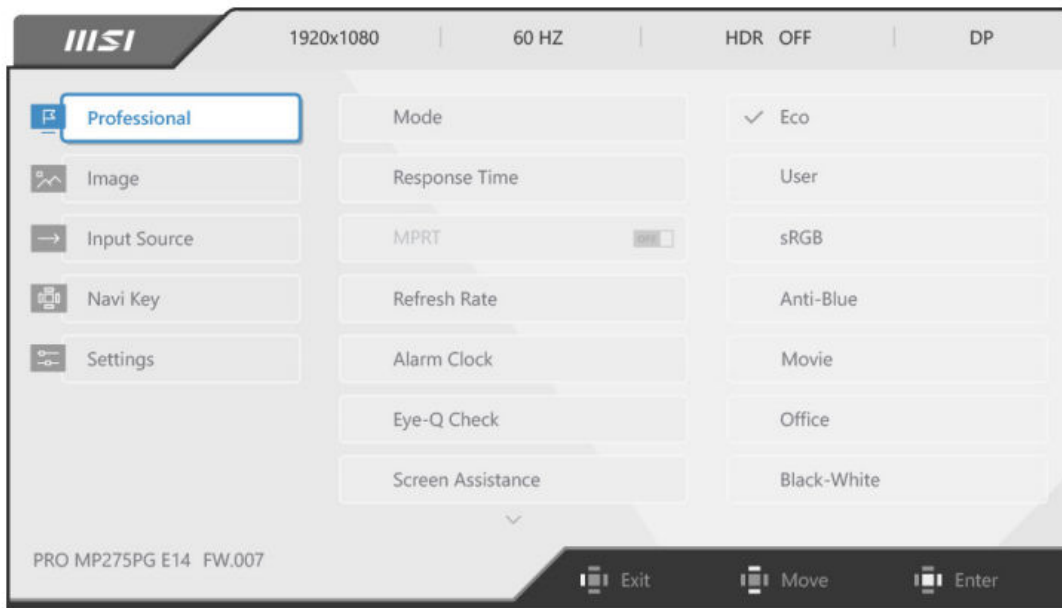 msi 1920x1080 60 HZ HDR OFF DP
Professional Mode Eco
Image Response Time User
Input Source MPRT OFF sRGB
Navi Key Refresh Rate Anti-Blue
Settings Alarm Clock Movie
Eye-Q Check Office
Screen Assistance Black-White
PRO MP275PG E14 FW.007
Exit Move Enter